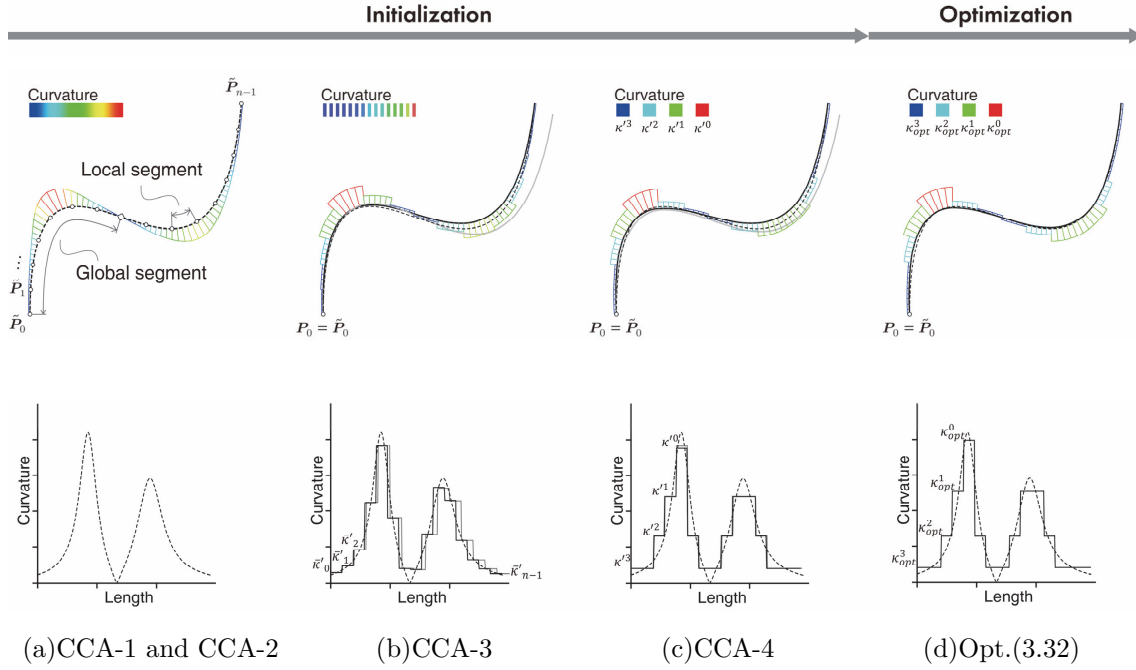 Initialization
Optimization
Curvature
P̃ₙ₋₁
Local segment
Global segment
⋮
P̃₁
P̃₀
Curvature
P₀ = P̃₀
Curvature
κ′³ κ′² κ′¹ κ′⁰
P₀ = P̃₀
Curvature
κ³ₒₚₜ κ²ₒₚₜ κ¹ₒₚₜ κ⁰ₒₚₜ
P₀ = P̃₀
Curvature
Length
Curvature
κ̄′₀
κ̄′₁
κ̄′₂
κ̄′ₙ₋₁
Length
Curvature
κ′⁰
κ′¹
κ′²
κ′³
Length
Curvature
κ⁰ₒₚₜ
κ¹ₒₚₜ
κ²ₒₚₜ
κ³ₒₚₜ
Length
(a)CCA-1 and CCA-2
(b)CCA-3
(c)CCA-4
(d)Opt.(3.32)